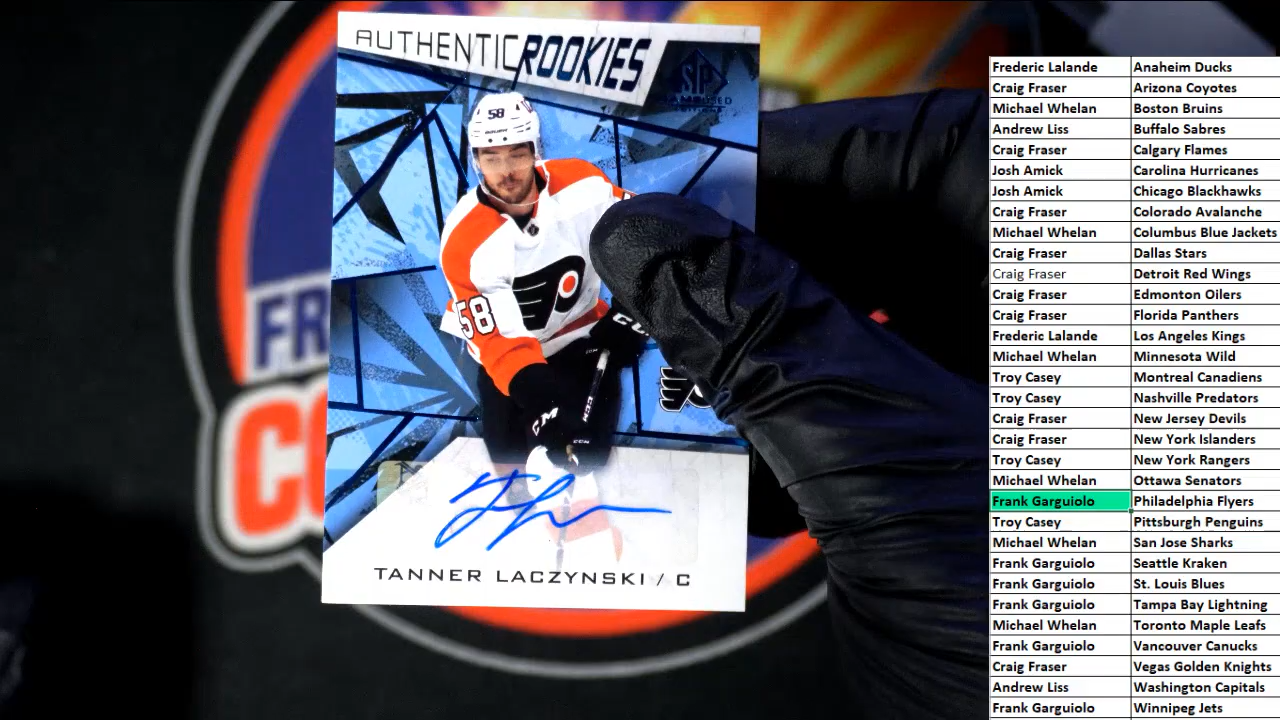 AUTHENTIC ROOKIES
SP
58
58
CCM
CCM
TANNER LACZYNSKI / C
FR
CO
Frederic Lalande Anaheim Ducks
Craig Fraser Arizona Coyotes
Michael Whelan Boston Bruins
Andrew Liss Buffalo Sabres
Craig Fraser Calgary Flames
Josh Amick Carolina Hurricanes
Josh Amick Chicago Blackhawks
Craig Fraser Colorado Avalanche
Michael Whelan Columbus Blue Jackets
Craig Fraser Dallas Stars
Craig Fraser Detroit Red Wings
Craig Fraser Edmonton Oilers
Craig Fraser Florida Panthers
Frederic Lalande Los Angeles Kings
Michael Whelan Minnesota Wild
Troy Casey Montreal Canadiens
Troy Casey Nashville Predators
Craig Fraser New Jersey Devils
Craig Fraser New York Islanders
Troy Casey New York Rangers
Michael Whelan Ottawa Senators
Frank Garguiolo Philadelphia Flyers
Troy Casey Pittsburgh Penguins
Michael Whelan San Jose Sharks
Frank Garguiolo Seattle Kraken
Frank Garguiolo St. Louis Blues
Frank Garguiolo Tampa Bay Lightning
Michael Whelan Toronto Maple Leafs
Frank Garguiolo Vancouver Canucks
Craig Fraser Vegas Golden Knights
Andrew Liss Washington Capitals
Frank Garguiolo Winnipeg Jets